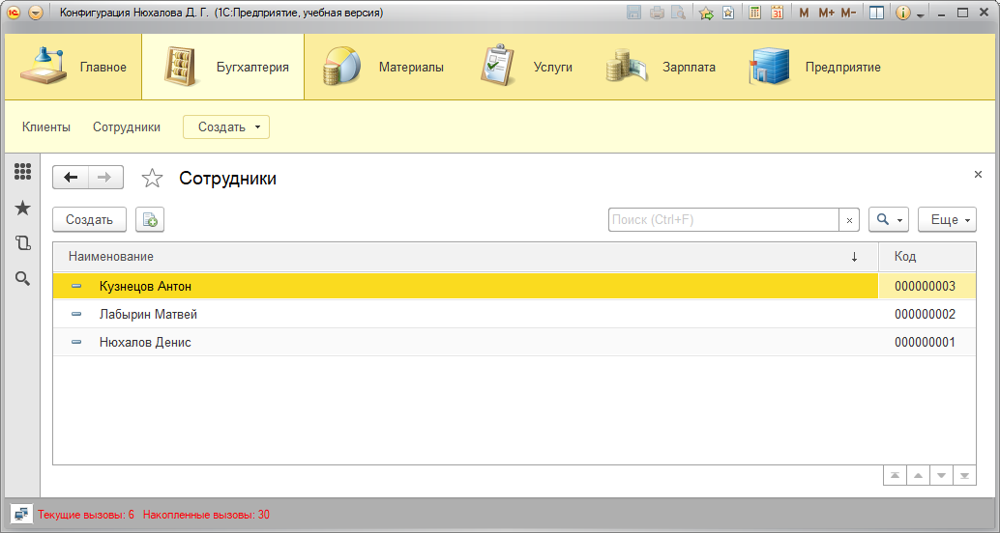 Конфигурация Нюхалова Д. Г. (1С:Предприятие, учебная версия) 31 M M+ M−
Главное Бухгалтерия Материалы Услуги Зарплата Предприятие
Клиенты Сотрудники Создать
Сотрудники
Создать Поиск (Ctrl+F) Еще
Наименование Код
Кузнецов Антон 000000003
Лабырин Матвей 000000002
Нюхалов Денис 000000001
Текущие вызовы: 6 Накопленные вызовы: 30